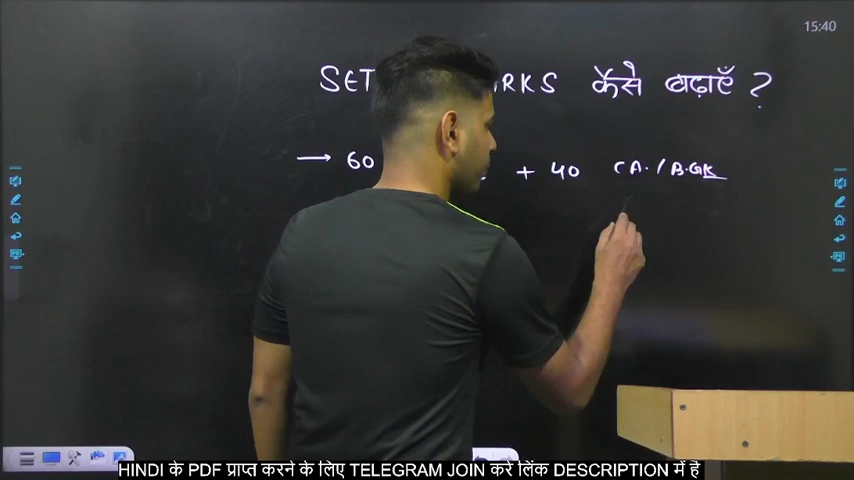 15:40
SET RKS कैसे बढ़ाएँ ?
→ 60 + 40 CA. / B.GK
HINDI के PDF प्राप्त करने के लिए TELEGRAM JOIN करें लिंक DESCRIPTION में है